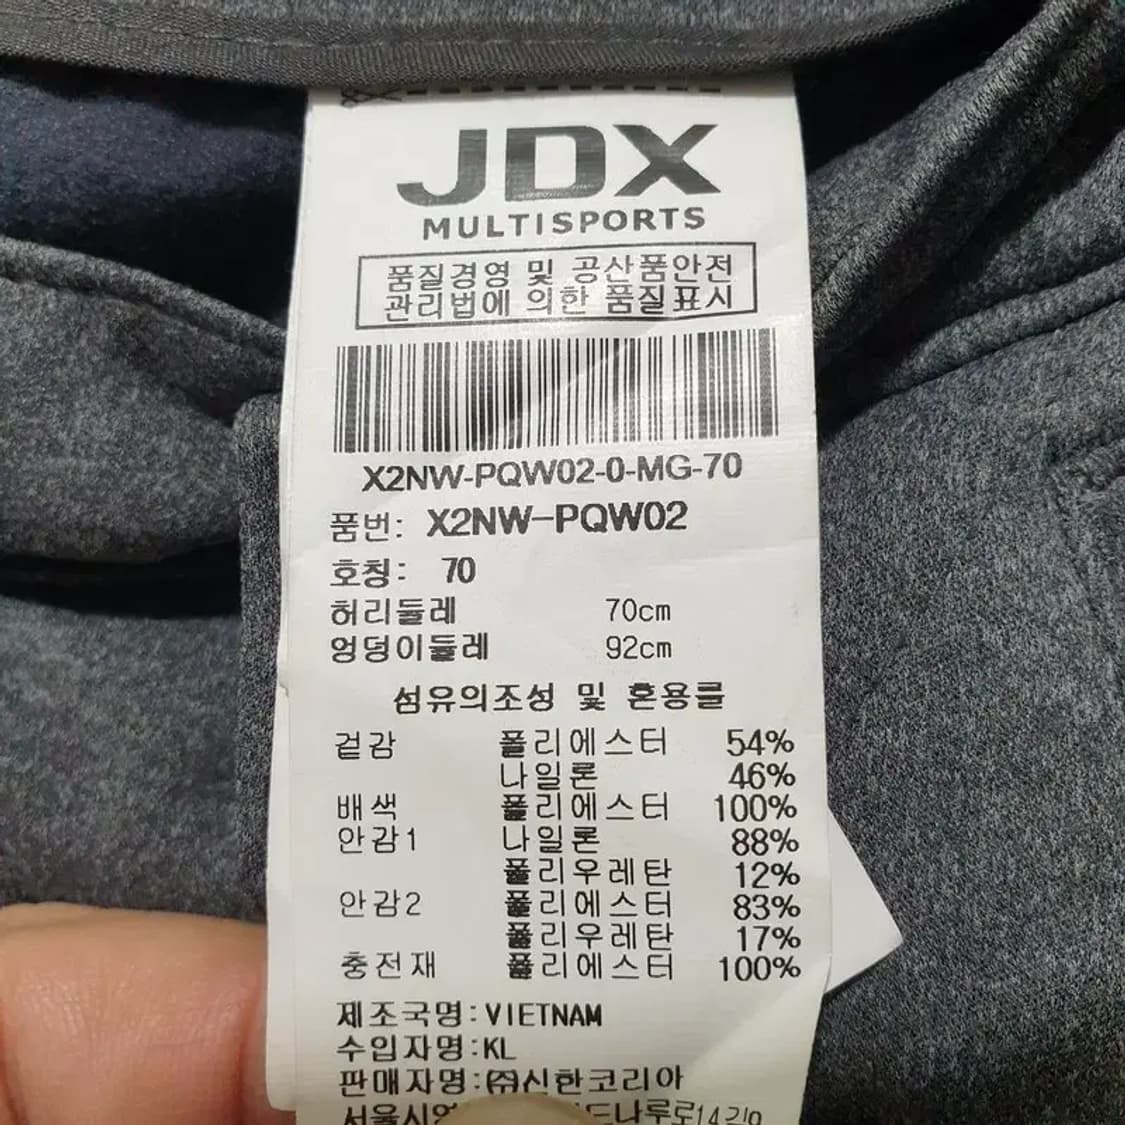 JDX
MULTISPORTS
품질경영 및 공산품안전
관리법에 의한 품질표시
X2NW-PQW02-0-MG-70
품번: X2NW-PQW02
호칭: 70
허리둘레 70cm
엉덩이둘레 92cm
섬유의조성 및 혼용률
겉감 폴리에스터 54%
나일론 46%
배색 폴리에스터 100%
안감1 나일론 88%
폴리우레탄 12%
안감2 폴리에스터 83%
폴리우레탄 17%
충전재 폴리에스터 100%
제조국명:VIETNAM
수입자명:KL
판매자명:㈜신한코리아
서울시